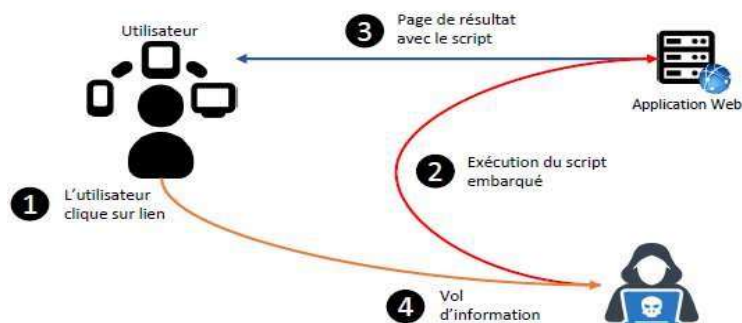 Utilisateur
3
Page de résultat
avec le script
Application Web
2
Exécution du script
embarqué
1
L'utilisateur
clique sur lien
4
Vol
d'information